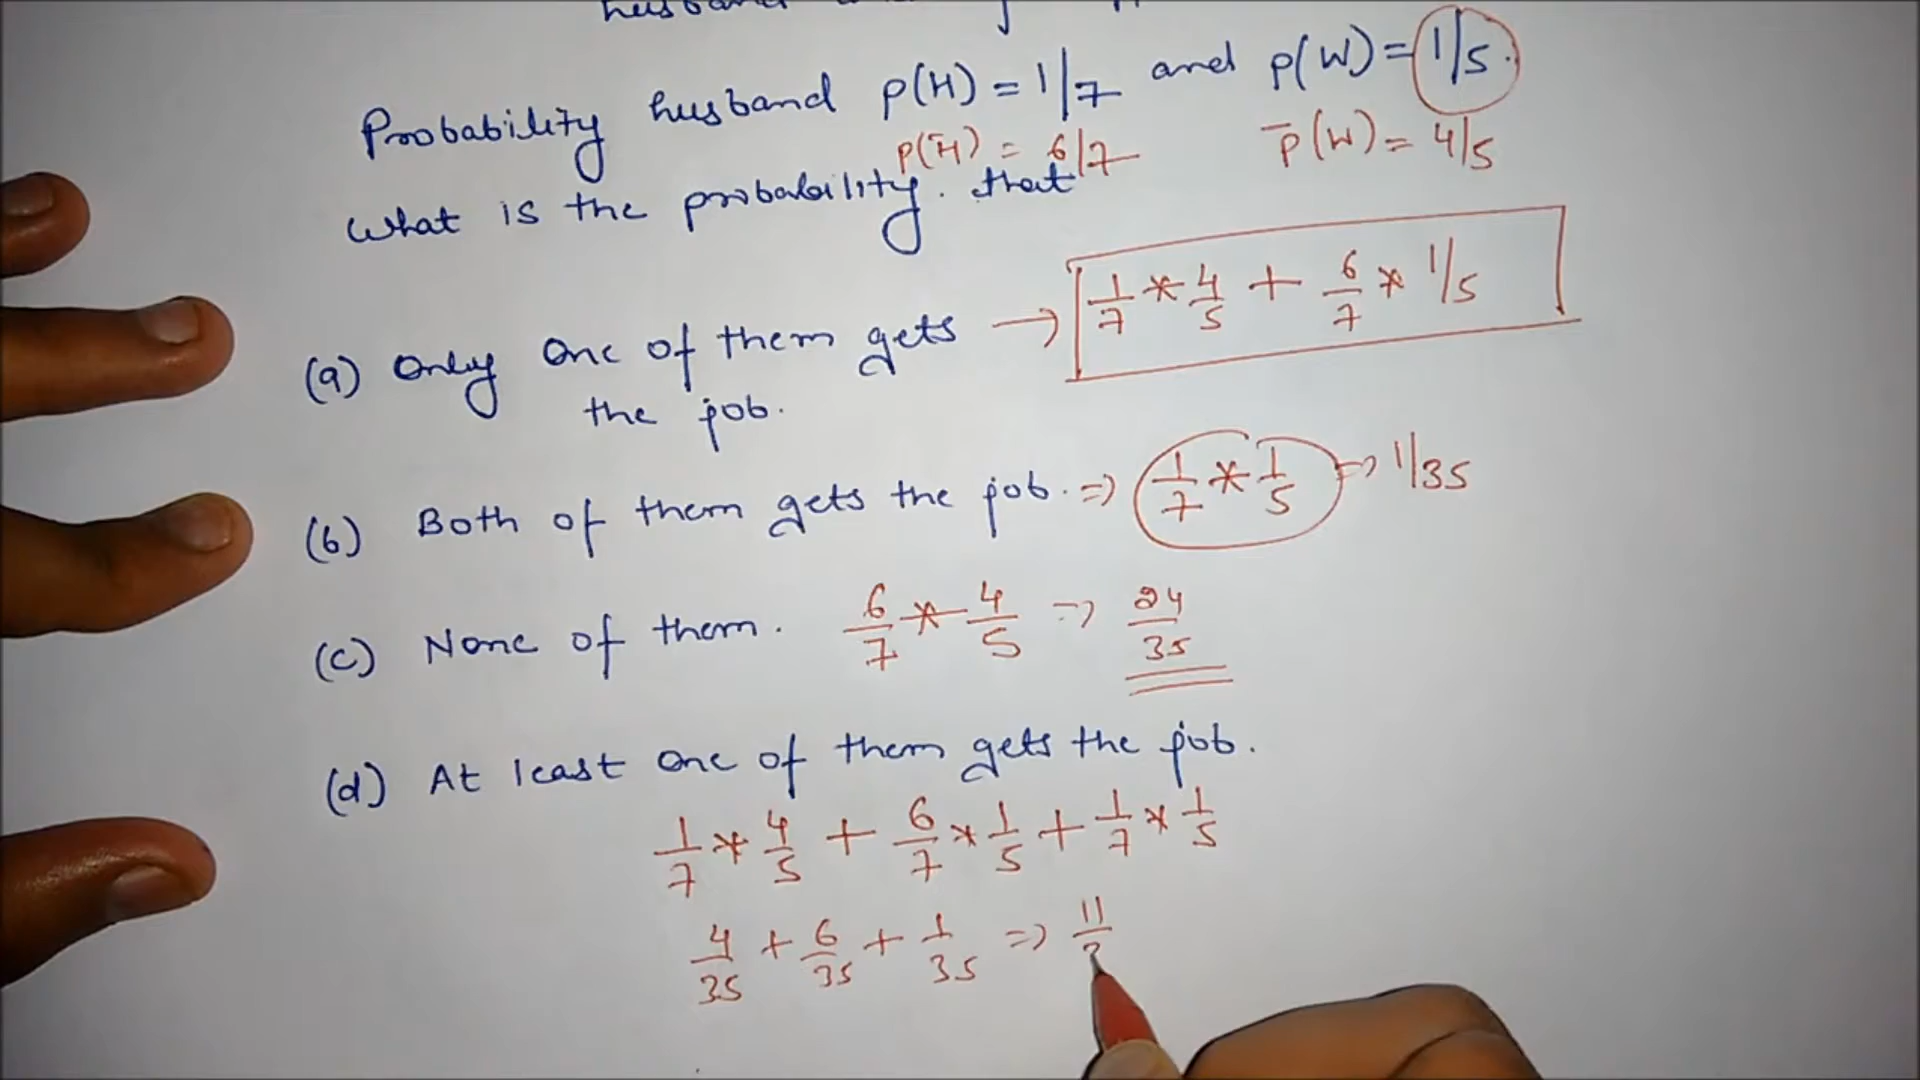 husband
Probability husband P(H) = 1/7 and P(W) = 1/5.
P(H̄) = 6/7 P̄(W) = 4/5
What is the probability. that
(a) Only one of them gets → 1/7 * 4/5 + 6/7 * 1/5
the job.
(b) Both of them gets the job. => 1/7 * 1/5 => 1/35
(c) None of them. 6/7 * 4/5 => 24/35
(d) At least one of them gets the job.
1/7 * 4/5 + 6/7 * 1/5 + 1/7 * 1/5
4/35 + 6/35 + 1/35 => 11/3